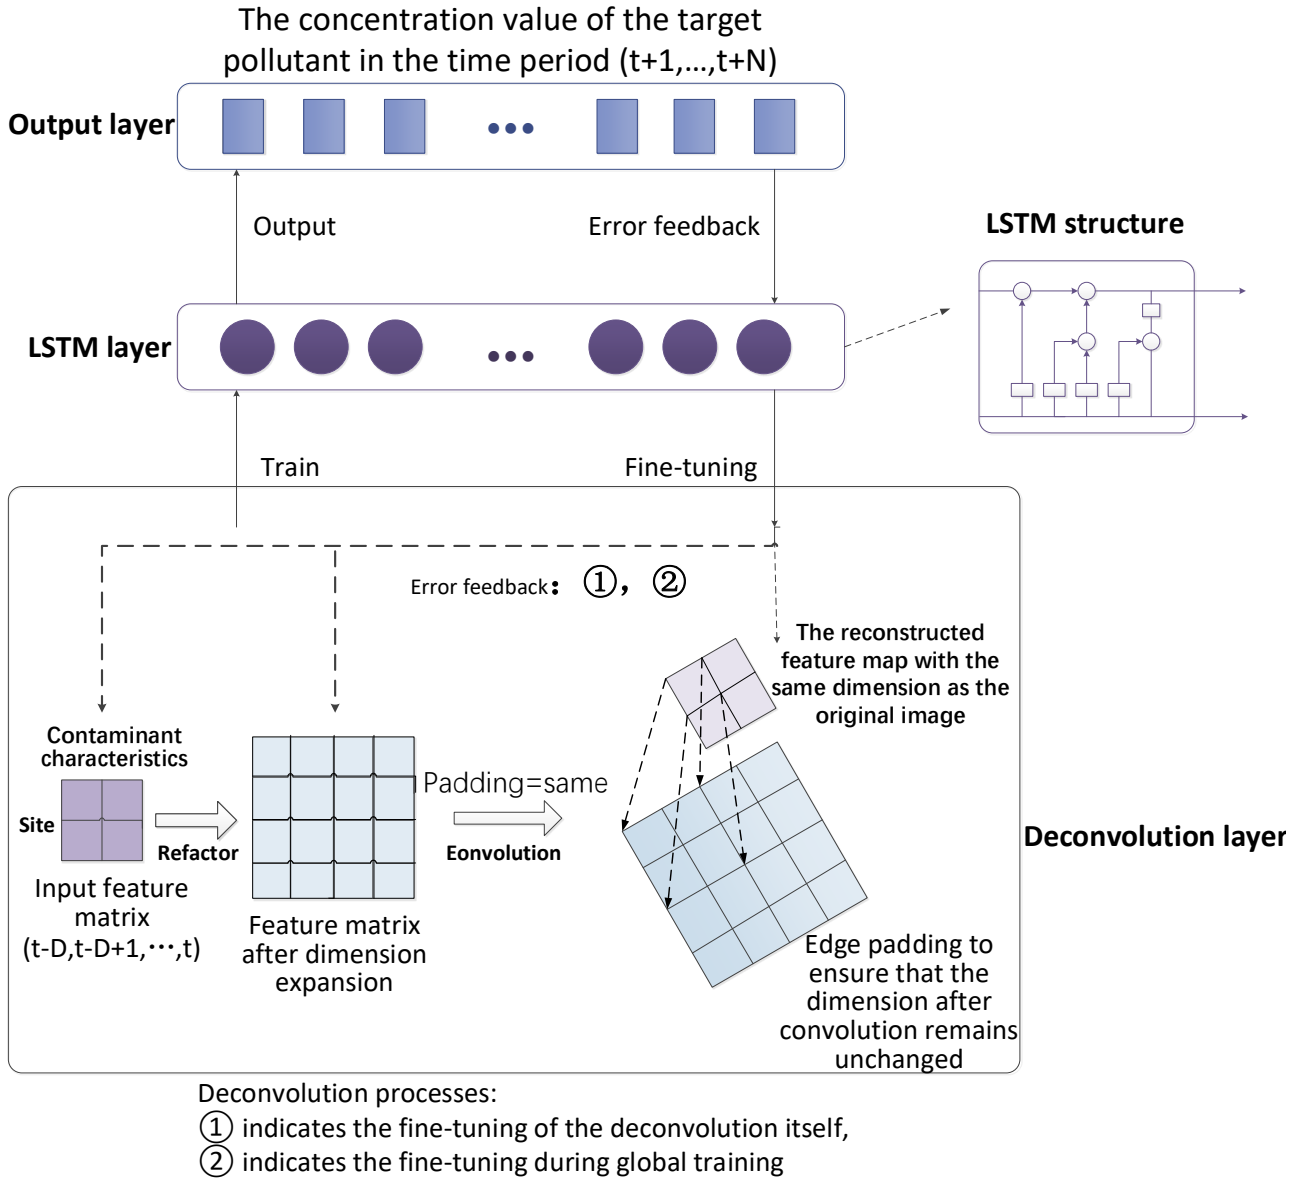 The concentration value of the target
pollutant in the time period (t+1,...,t+N)
Output layer
Output
Error feedback
LSTM structure
LSTM layer
Train
Fine-tuning
Error feedback： ①， ②
The reconstructed
feature map with the
same dimension as the
original image
Contaminant
characteristics
Site
Refactor
Padding=same
Eonvolution
Deconvolution layer
Input feature
matrix
(t-D,t-D+1,···,t)
Feature matrix
after dimension
expansion
Edge padding to
ensure that the
dimension after
convolution remains
unchanged
Deconvolution processes:
① indicates the fine-tuning of the deconvolution itself,
② indicates the fine-tuning during global training